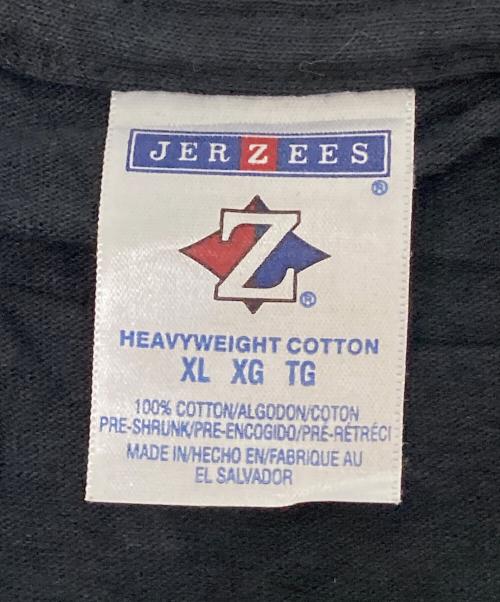 JERZEES
®
Z
®
HEAVYWEIGHT COTTON
XL XG TG
100% COTTON/ALGODON/COTON
PRE-SHRUNK/PRE-ENCOGIDO/PRÉ-RÉTRÉCI
MADE IN/HECHO EN/FABRIQUE AU
EL SALVADOR